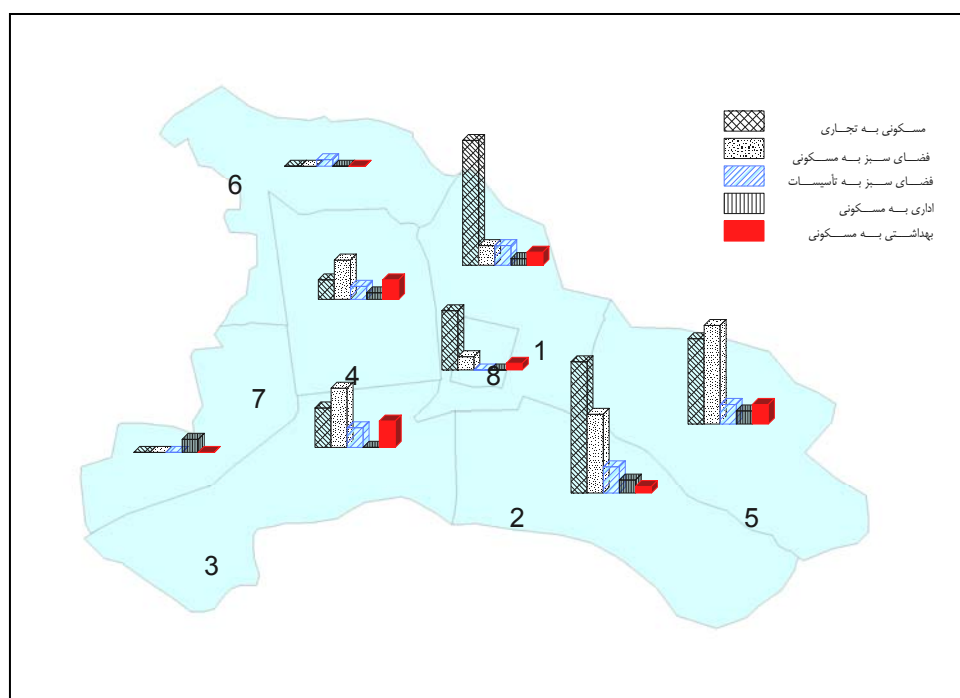 مسکونی به تجاری
فضای سبز به مسکونی
فضای سبز به تأسیسات
اداری به مسکونی
بهداشتی به مسکونی
6
1
4
8
7
2
5
3